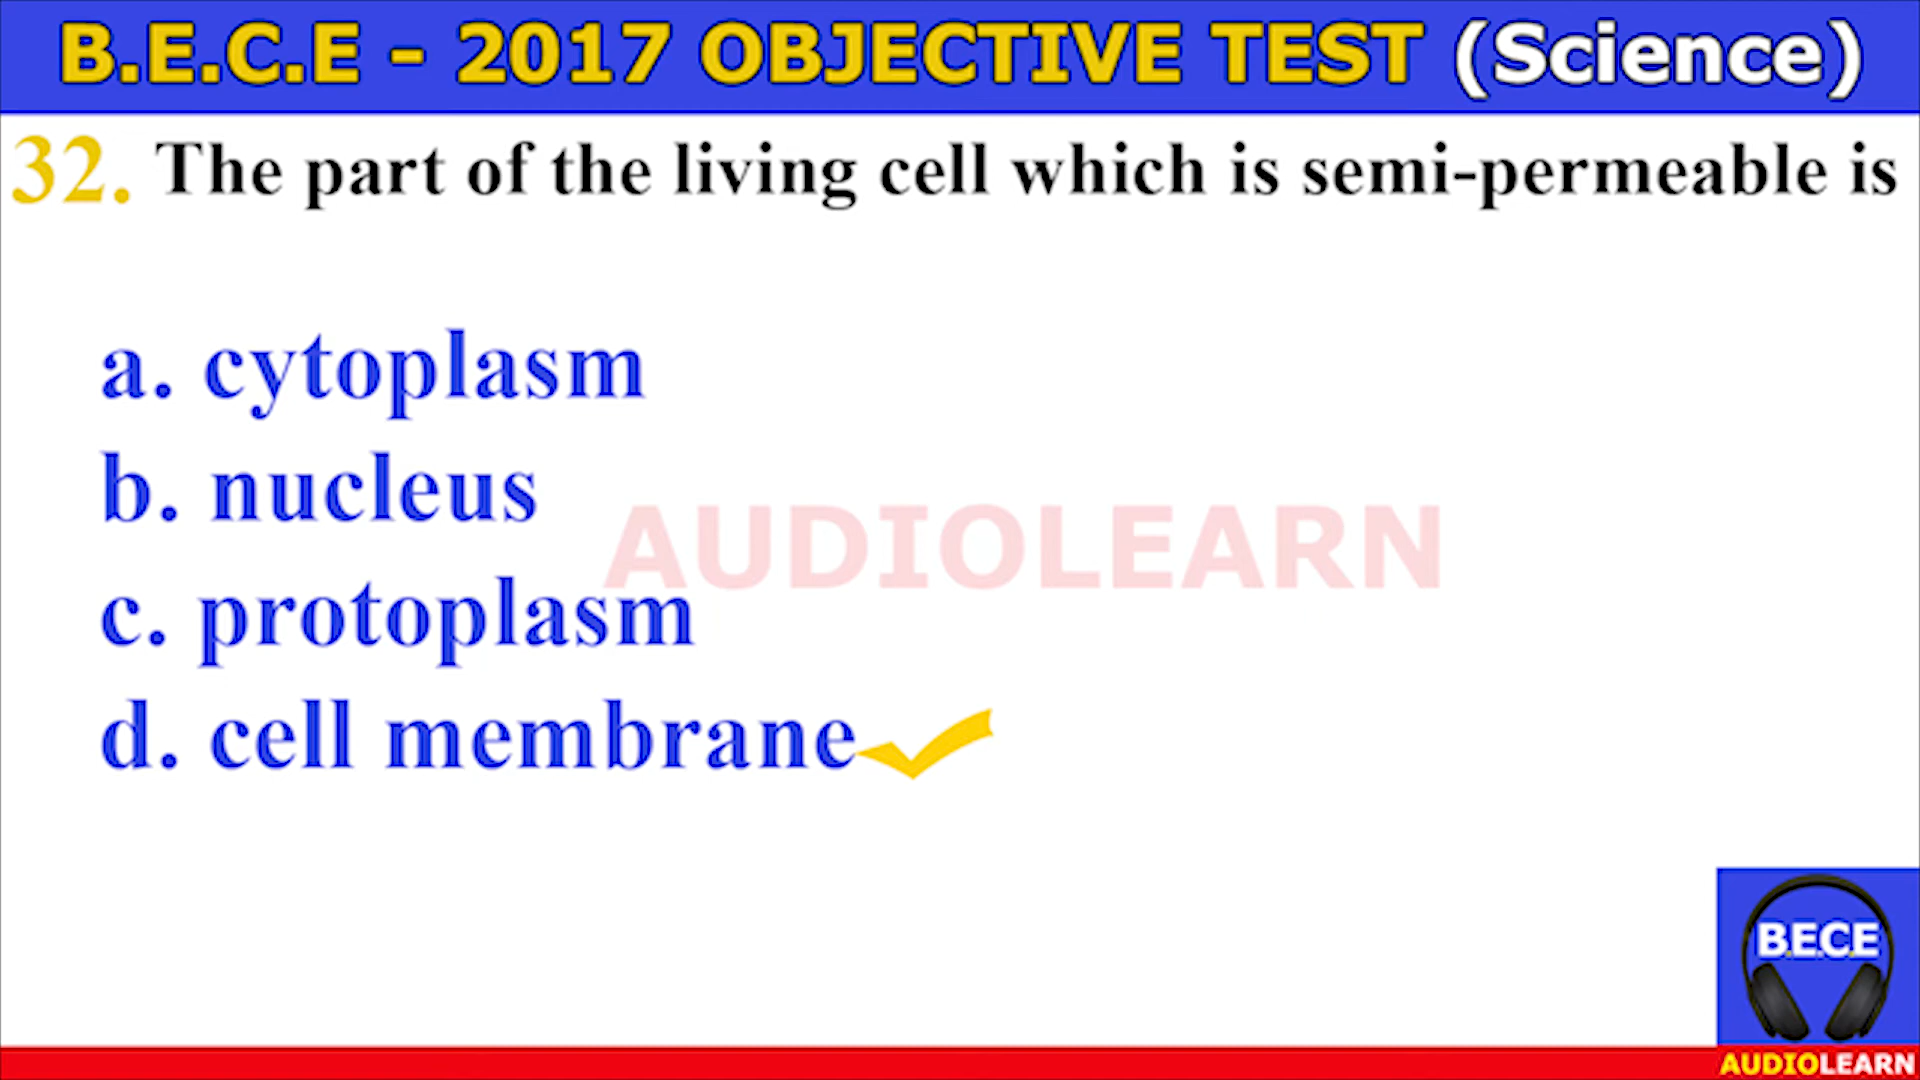 B.E.C.E - 2017 OBJECTIVE TEST (Science)
32. The part of the living cell which is semi-permeable is
a. cytoplasm
b. nucleus
AUDIOLEARN
c. protoplasm
d. cell membrane
B.E.C.E
AUDIOLEARN